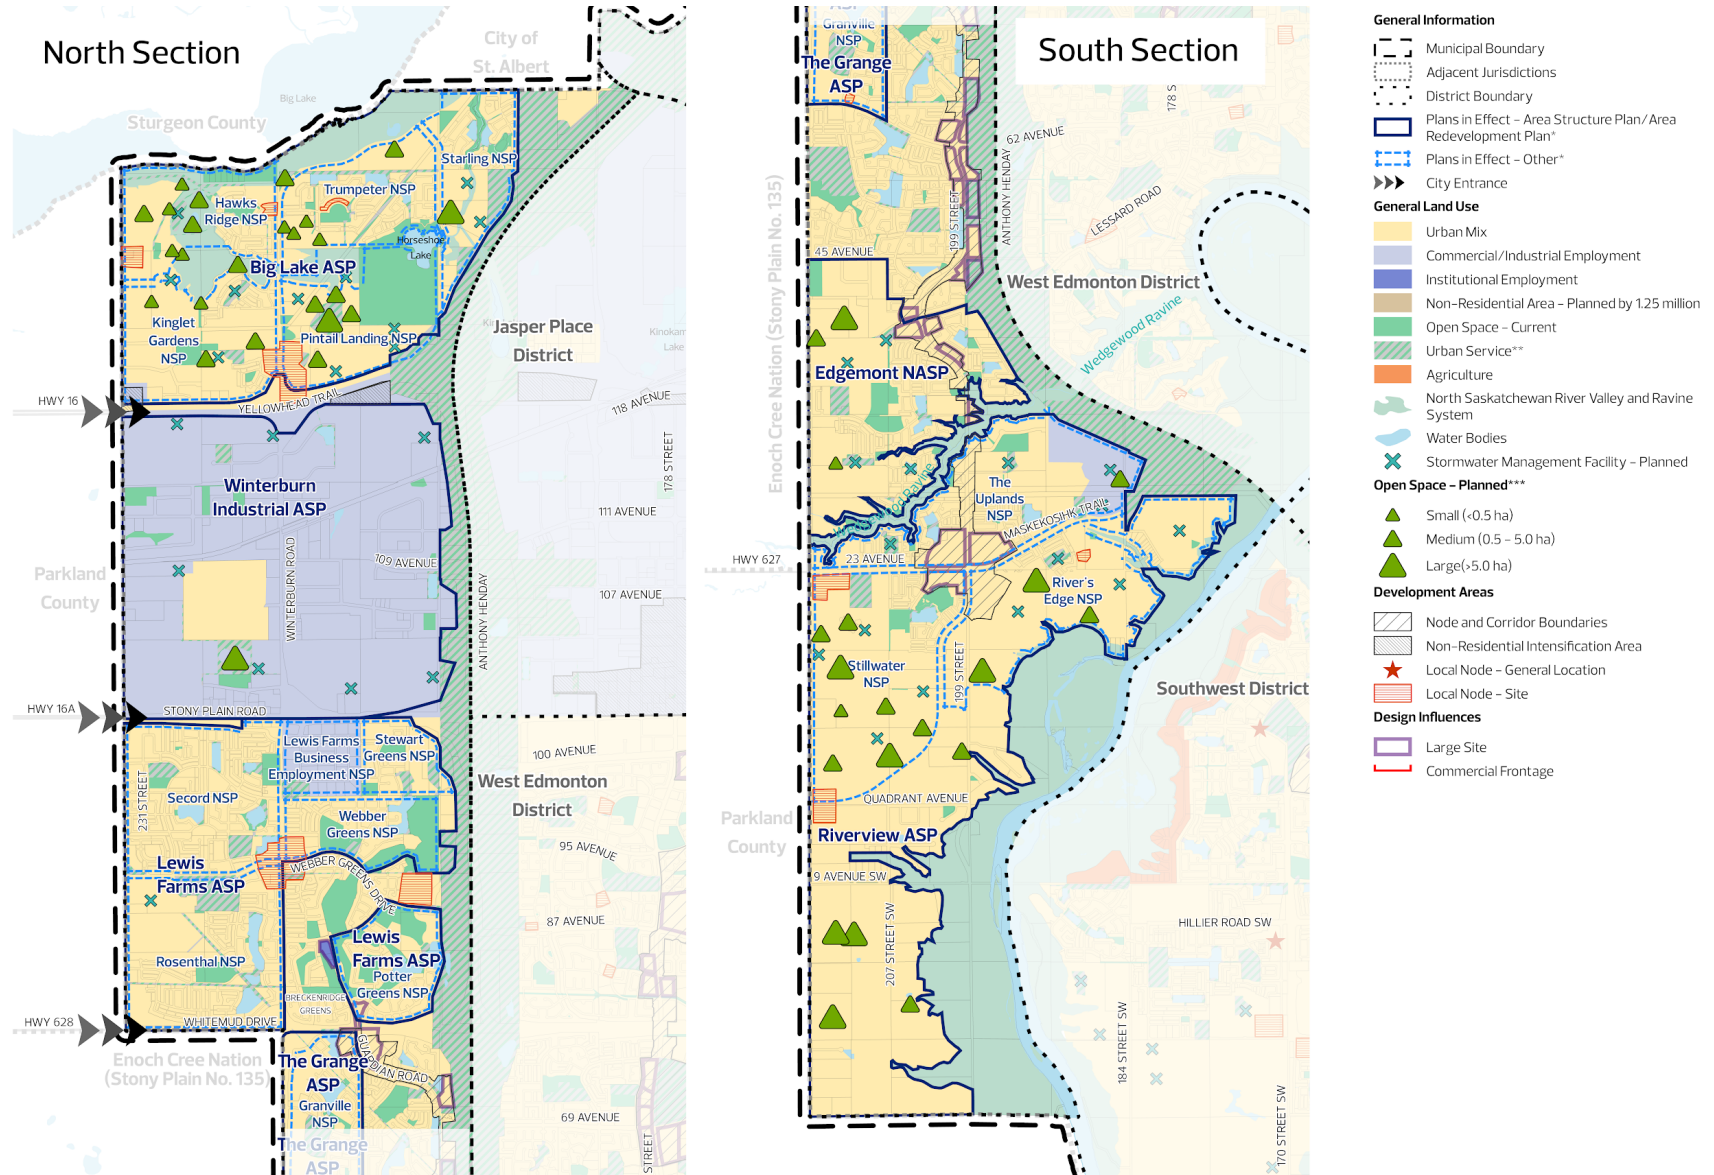 North Section
City of
St. Albert
Big Lake
Sturgeon County
Starling NSP
Trumpeter NSP
Hawks
Ridge NSP
Horseshoe
Lake
Big Lake ASP
Kinglet
Gardens
NSP
Pintail Landing NSP
Jasper Place
District
Kinokam
Lake
HWY 16
YELLOWHEAD TRAIL
118 AVENUE
178 STREET
Winterburn
Industrial ASP
111 AVENUE
109 AVENUE
WINTERBURN ROAD
Parkland
County
107 AVENUE
ANTHONY HENDAY
HWY 16A
STONY PLAIN ROAD
Lewis Farms
Business
Employment NSP
Stewart
Greens NSP
100 AVENUE
231 STREET
Secord NSP
West Edmonton
District
Webber
Greens NSP
95 AVENUE
Lewis
Farms ASP
WEBBER GREENS DRIVE
87 AVENUE
Lewis
Farms ASP
Potter
Greens NSP
Rosenthal NSP
BRECKENRIDGE
GREENS
HWY 628
WHITEMUD DRIVE
Enoch Cree Nation
(Stony Plain No. 135)
The Grange
ASP
GUARDIAN ROAD
Granville
NSP
69 AVENUE
The Grange
ASP
STREET
South Section
ASP
Granville
NSP
The Grange
ASP
178 S
62 AVENUE
ANTHONY HENDAY
LESSARD ROAD
199 STREET
45 AVENUE
West Edmonton District
Enoch Cree Nation (Stony Plain No. 135)
Wedgewood Ravine
Edgemont NASP
Wedgewood Ravine
The
Uplands
NSP
MASKEKOSIHK TRAIL
HWY 627
23 AVENUE
River's
Edge NSP
Stillwater
NSP
199 STREET
Southwest District
QUADRANT AVENUE
Parkland
County
Riverview ASP
9 AVENUE SW
207 STREET SW
HILLIER ROAD SW
184 STREET SW
170 STREET SW
General Information
Municipal Boundary
Adjacent Jurisdictions
District Boundary
Plans in Effect – Area Structure Plan/Area
Redevelopment Plan*
Plans in Effect – Other*
City Entrance
General Land Use
Urban Mix
Commercial/Industrial Employment
Institutional Employment
Non-Residential Area – Planned by 1.25 million
Open Space – Current
Urban Service**
Agriculture
North Saskatchewan River Valley and Ravine
System
Water Bodies
Stormwater Management Facility – Planned
Open Space – Planned***
Small (<0.5 ha)
Medium (0.5 – 5.0 ha)
Large(>5.0 ha)
Development Areas
Node and Corridor Boundaries
Non-Residential Intensification Area
Local Node – General Location
Local Node – Site
Design Influences
Large Site
Commercial Frontage